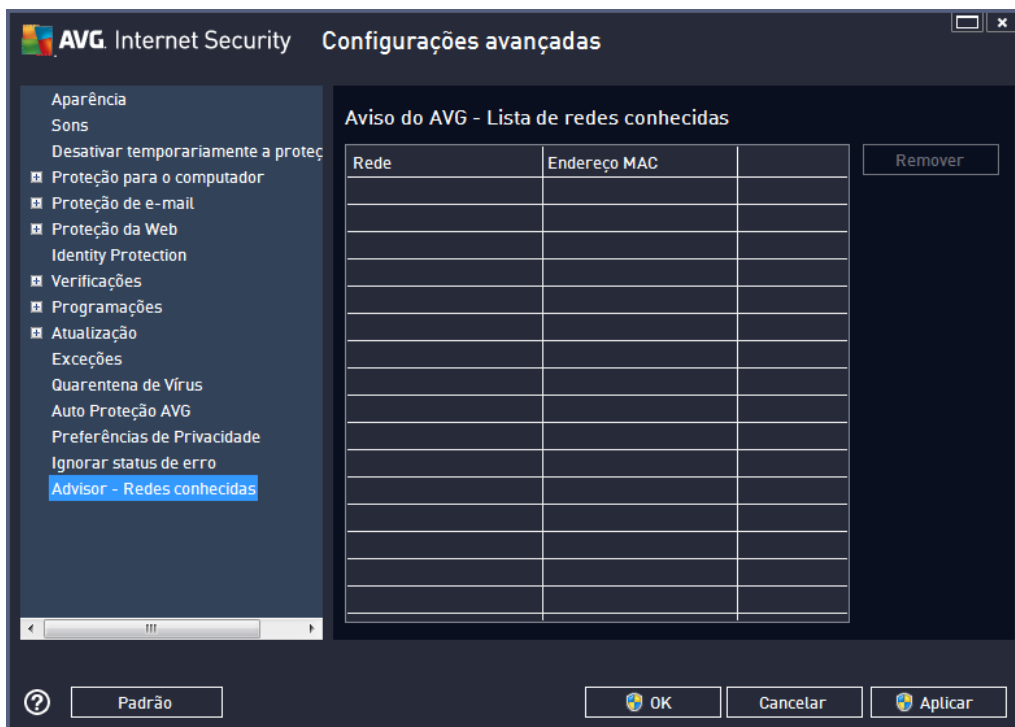 AVG. Internet Security Configurações avançadas
Aparência
Sons
Desativar temporariamente a proteç
Proteção para o computador
Proteção de e-mail
Proteção da Web
Identity Protection
Verificações
Programações
Atualização
Exceções
Quarentena de Vírus
Auto Proteção AVG
Preferências de Privacidade
Ignorar status de erro
Advisor - Redes conhecidas
Aviso do AVG - Lista de redes conhecidas
Rede Endereço MAC
Remover
? Padrão OK Cancelar Aplicar